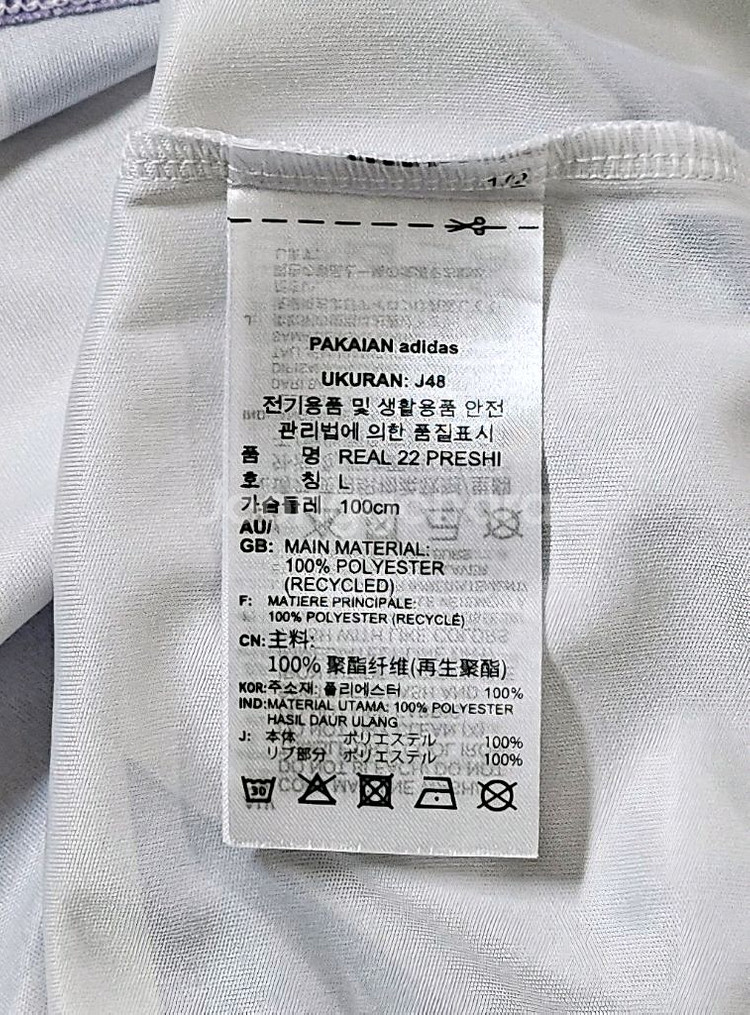 PAKAIAN adidas
UKURAN: J48
전기용품 및 생활용품 안전
관리법에 의한 품질표시
품 명 REAL 22 PRESHI
호 칭 L
가슴둘레 100cm
AU/
GB: MAIN MATERIAL:
100% POLYESTER
(RECYCLED)
F: MATIERE PRINCIPALE:
100% POLYESTER (RECYCLÉ)
CN: 主料:
100% 聚酯纤维(再生聚酯)
KOR: 주소재: 폴리에스터 100%
IND: MATERIAL UTAMA: 100% POLYESTER
HASIL DAUR ULANG
J: 本体 ポリエステル 100%
リブ部分 ポリエステル 100%
30